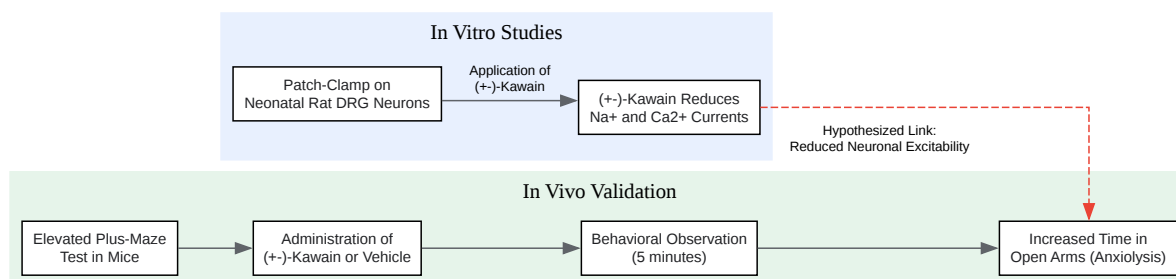 In Vitro Studies
Patch-Clamp on
Neonatal Rat DRG Neurons
Application of
(+-)-Kawain
(+-)-Kawain Reduces
Na+ and Ca2+ Currents
Hypothesized Link:
Reduced Neuronal Excitability
In Vivo Validation
Elevated Plus-Maze
Test in Mice
Administration of
(+-)-Kawain or Vehicle
Behavioral Observation
(5 minutes)
Increased Time in
Open Arms (Anxiolysis)